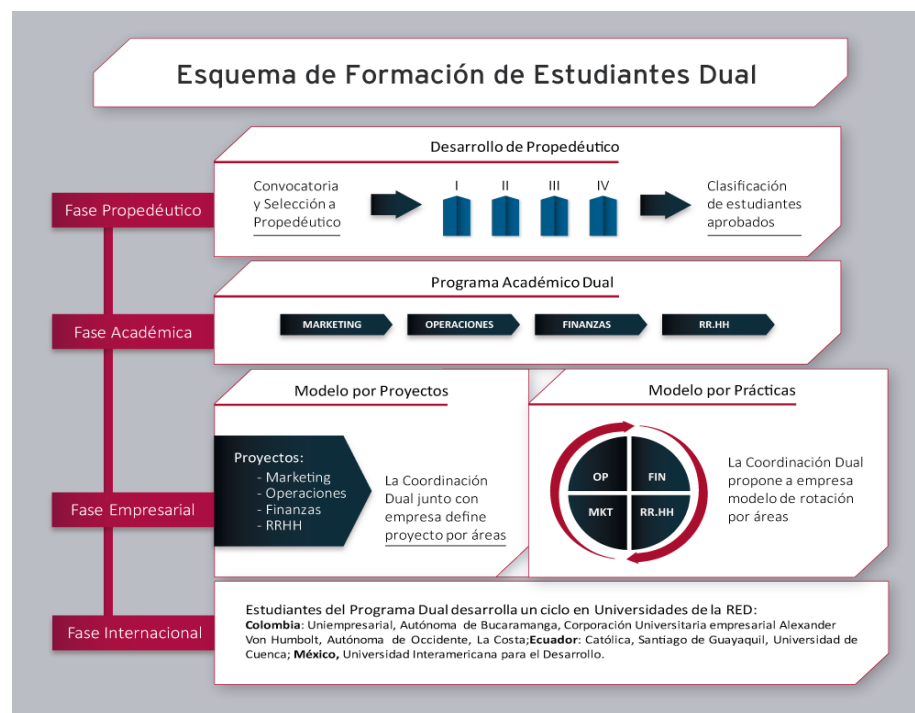 Esquema de Formación de Estudiantes Dual
Fase Propedéutico
Desarrollo de Propedéutico
Convocatoria
y Selección a
Propedéutico
I II III IV
Clasificación
de estudiantes
aprobados
Fase Académica
Programa Académico Dual
MARKETING OPERACIONES FINANZAS RR.HH
Fase Empresarial
Modelo por Proyectos
Proyectos:
- Marketing
- Operaciones
- Finanzas
- RRHH
La Coordinación
Dual junto con
empresa define
proyecto por áreas
Modelo por Prácticas
OP FIN
MKT RR.HH
La Coordinación Dual
propone a empresa
modelo de rotación
por áreas
Fase Internacional
Estudiantes del Programa Dual desarrolla un ciclo en Universidades de la RED:
Colombia: Uniempresarial, Autónoma de Bucaramanga, Corporación Universitaria empresarial Alexander
Von Humbolt, Autónoma de Occidente, La Costa;Ecuador: Católica, Santiago de Guayaquil, Universidad de
Cuenca; México, Universidad Interamericana para el Desarrollo.